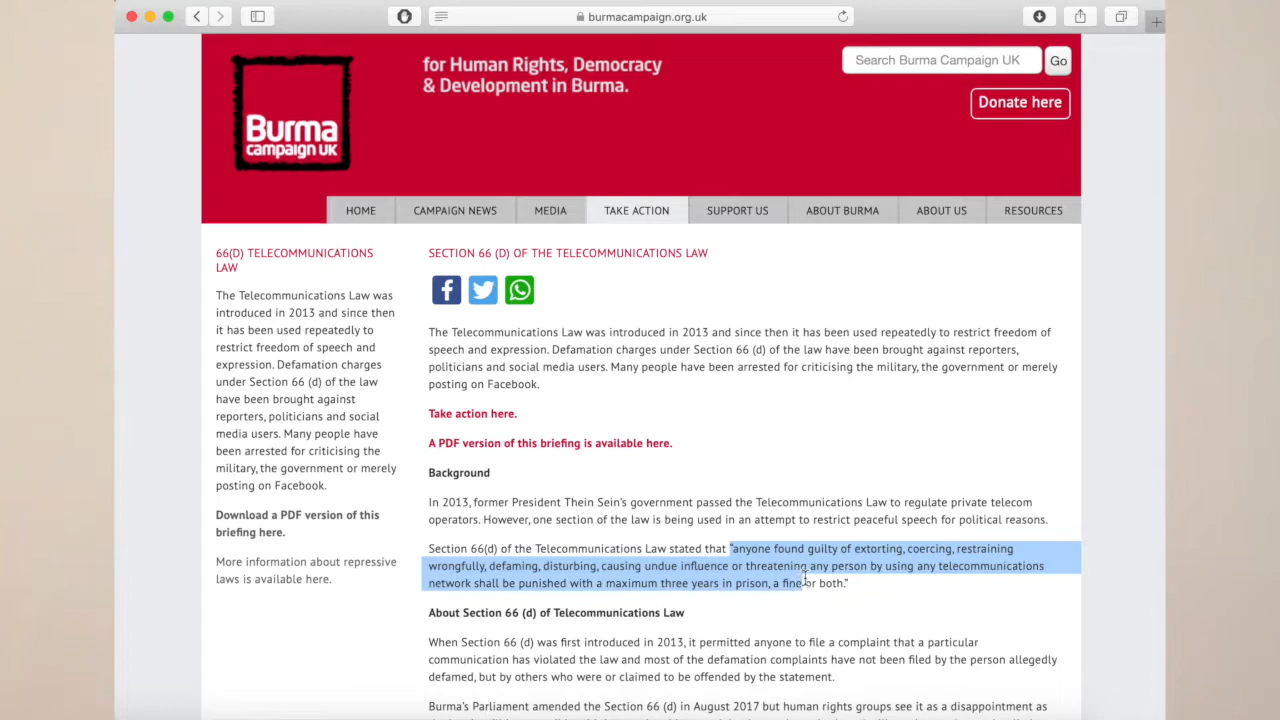 burmacampaign.org.uk
for Human Rights, Democracy
& Development in Burma.
Search Burma Campaign UK
Go
Donate here
Burma
campaign UK
HOME
CAMPAIGN NEWS
MEDIA
TAKE ACTION
SUPPORT US
ABOUT BURMA
ABOUT US
RESOURCES
66(D) TELECOMMUNICATIONS
LAW
The Telecommunications Law was
introduced in 2013 and since then
it has been used repeatedly to
restrict freedom of speech and
expression. Defamation charges
under Section 66 (d) of the law
have been brought against
reporters, politicians and social
media users. Many people have
been arrested for criticising the
military, the government or merely
posting on Facebook.
Download a PDF version of this
briefing here.
More information about repressive
laws is available here.
SECTION 66 (D) OF THE TELECOMMUNICATIONS LAW
The Telecommunications Law was introduced in 2013 and since then it has been used repeatedly to restrict freedom of
speech and expression. Defamation charges under Section 66 (d) of the law have been brought against reporters,
politicians and social media users. Many people have been arrested for criticising the military, the government or merely
posting on Facebook.
Take action here.
A PDF version of this briefing is available here.
Background
In 2013, former President Thein Sein's government passed the Telecommunications Law to regulate private telecom
operators. However, one section of the law is being used in an attempt to restrict peaceful speech for political reasons.
Section 66(d) of the Telecommunications Law stated that “anyone found guilty of extorting, coercing, restraining
wrongfully, defaming, disturbing, causing undue influence or threatening any person by using any telecommunications
network shall be punished with a maximum three years in prison, a fine or both.”
About Section 66 (d) of Telecommunications Law
When Section 66 (d) was first introduced in 2013, it permitted anyone to file a complaint that a particular
communication has violated the law and most of the defamation complaints have not been filed by the person allegedly
defamed, but by others who were or claimed to be offended by the statement.
Burma's Parliament amended the Section 66 (d) in August 2017 but human rights groups see it as a disappointment as